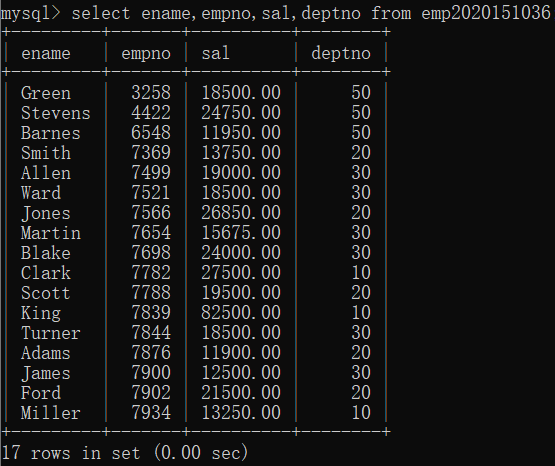 mysql> select ename,empno,sal,deptno from emp2020151036
+----------+-------+----------+--------+
| ename    | empno | sal      | deptno |
+----------+-------+----------+--------+
| Green    |  3258 | 18500.00 |     50 |
| Stevens  |  4422 | 24750.00 |     50 |
| Barnes   |  6548 | 11950.00 |     50 |
| Smith    |  7369 | 13750.00 |     20 |
| Allen    |  7499 | 19000.00 |     30 |
| Ward     |  7521 | 18500.00 |     30 |
| Jones    |  7566 | 26850.00 |     20 |
| Martin   |  7654 | 15675.00 |     30 |
| Blake    |  7698 | 24000.00 |     30 |
| Clark    |  7782 | 27500.00 |     10 |
| Scott    |  7788 | 19500.00 |     20 |
| King     |  7839 | 82500.00 |     10 |
| Turner   |  7844 | 18500.00 |     30 |
| Adams    |  7876 | 11900.00 |     20 |
| James    |  7900 | 12500.00 |     30 |
| Ford     |  7902 | 21500.00 |     20 |
| Miller   |  7934 | 13250.00 |     10 |
+----------+-------+----------+--------+
17 rows in set (0.00 sec)